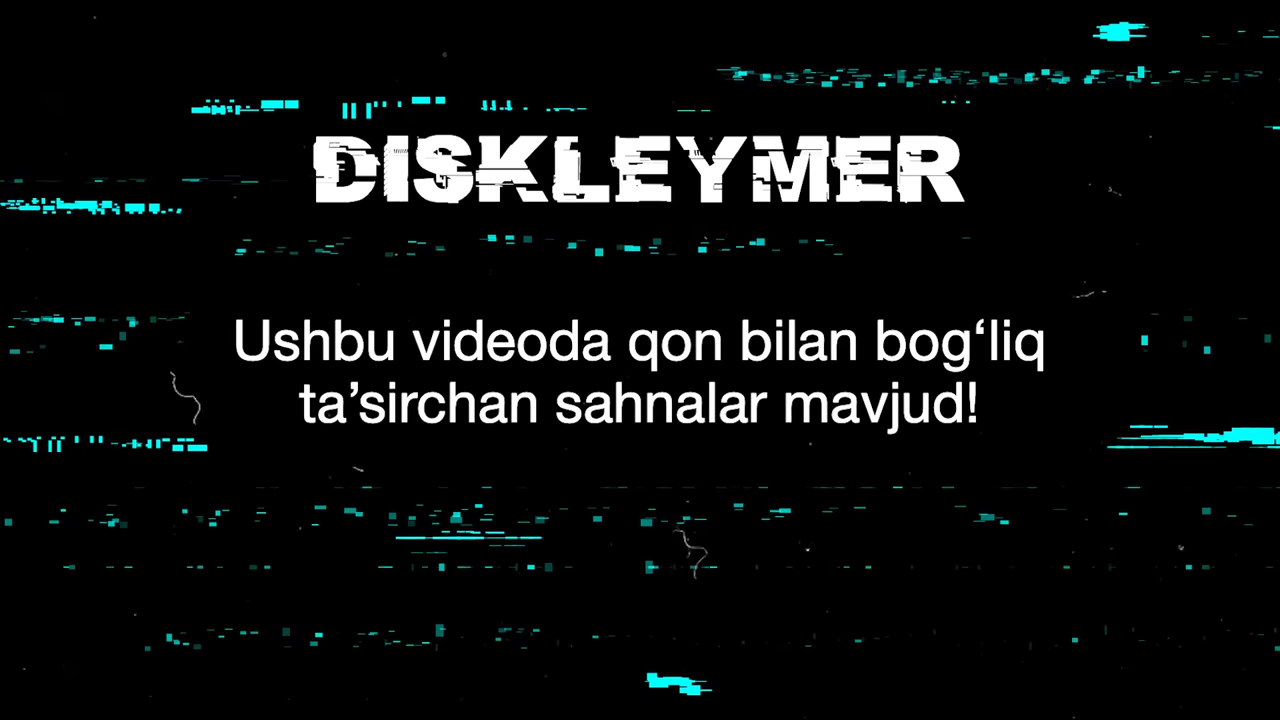 DISKLEYMER
Ushbu videoda qon bilan bog‘liq
ta’sirchan sahnalar mavjud!